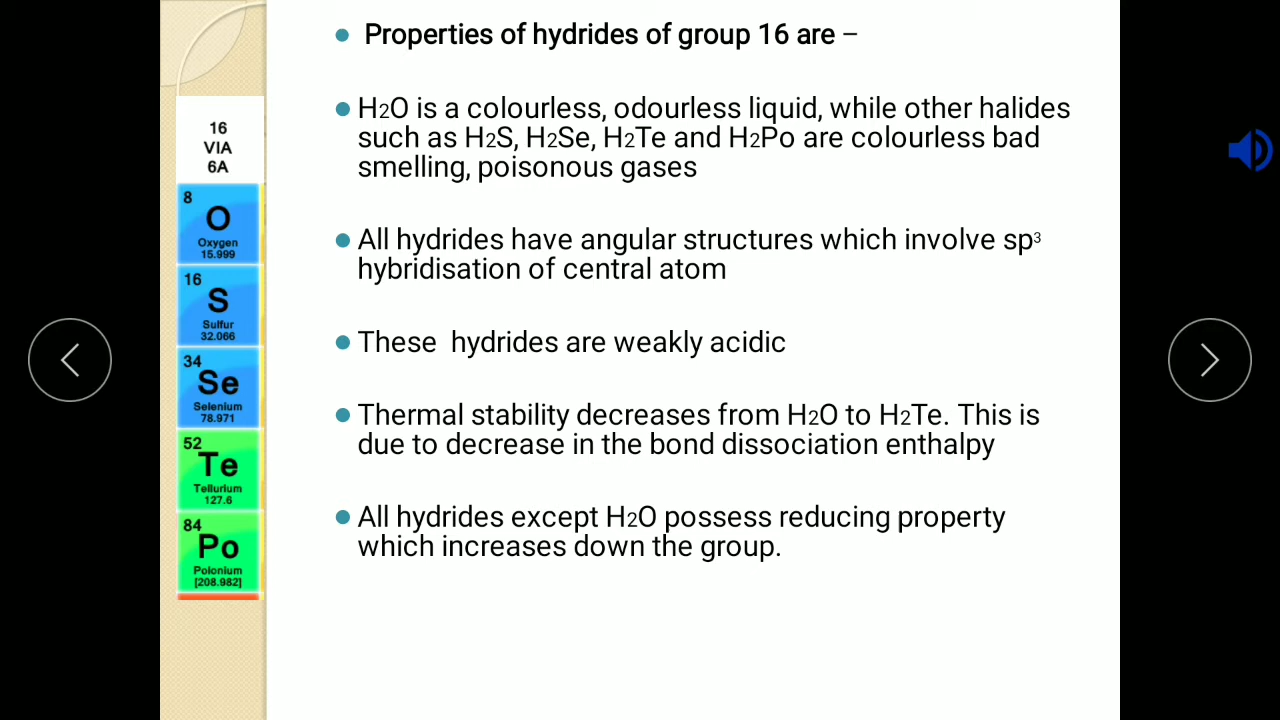 Properties of hydrides of group 16 are –
H2O is a colourless, odourless liquid, while other halides
such as H2S, H2Se, H2Te and H2Po are colourless bad
smelling, poisonous gases
All hydrides have angular structures which involve sp³
hybridisation of central atom
These  hydrides are weakly acidic
Thermal stability decreases from H2O to H2Te. This is
due to decrease in the bond dissociation enthalpy
All hydrides except H2O possess reducing property
which increases down the group.
16
VIA
6A
8
O
Oxygen
15.999
16
S
Sulfur
32.066
34
Se
Selenium
78.971
52
Te
Tellurium
127.6
84
Po
Polonium
[208.982]